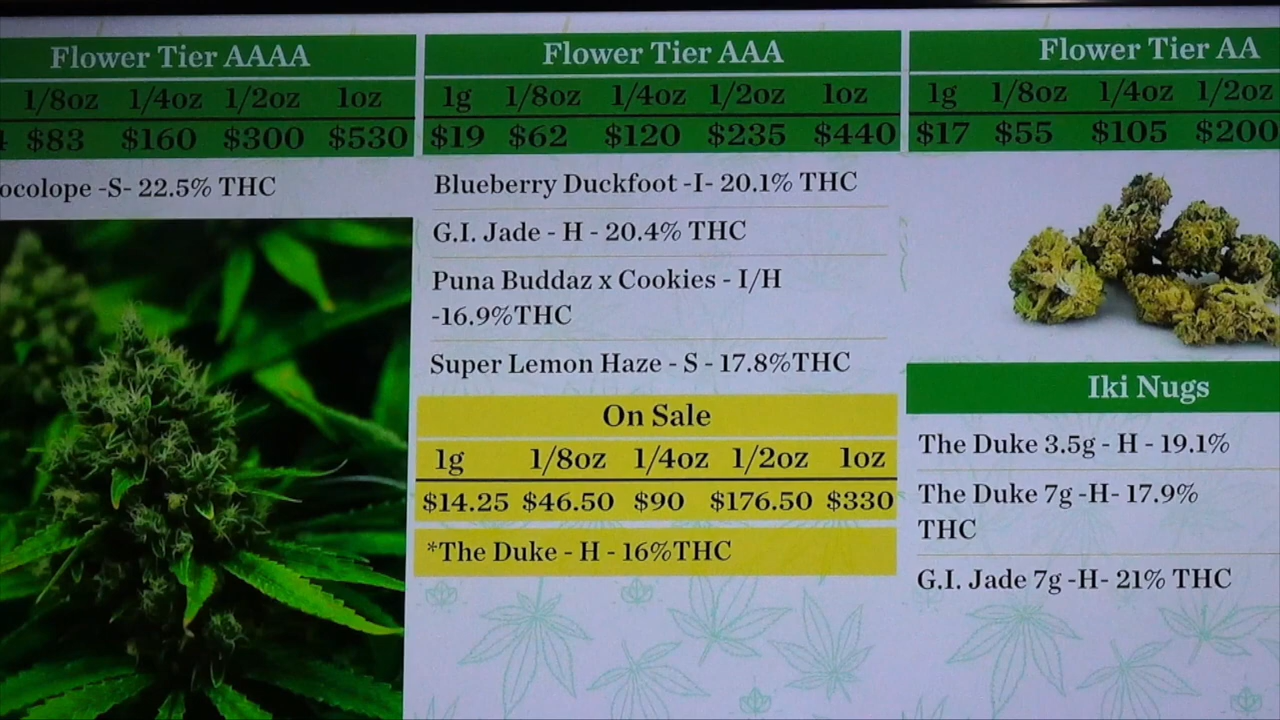 Flower Tier AAAA
1/8oz 1/4oz 1/2oz 1oz
$83 $160 $300 $530
ocolope -S- 22.5% THC
Flower Tier AAA
1g 1/8oz 1/4oz 1/2oz 1oz
$19 $62 $120 $235 $440
Blueberry Duckfoot -I- 20.1% THC
G.I. Jade - H - 20.4% THC
Puna Buddaz x Cookies - I/H
-16.9%THC
Super Lemon Haze - S - 17.8%THC
On Sale
1g 1/8oz 1/4oz 1/2oz 1oz
$14.25 $46.50 $90 $176.50 $330
*The Duke - H - 16%THC
Flower Tier AA
1g 1/8oz 1/4oz 1/2oz
$17 $55 $105 $200
Iki Nugs
The Duke 3.5g - H - 19.1%
The Duke 7g -H- 17.9%
THC
G.I. Jade 7g -H- 21% THC